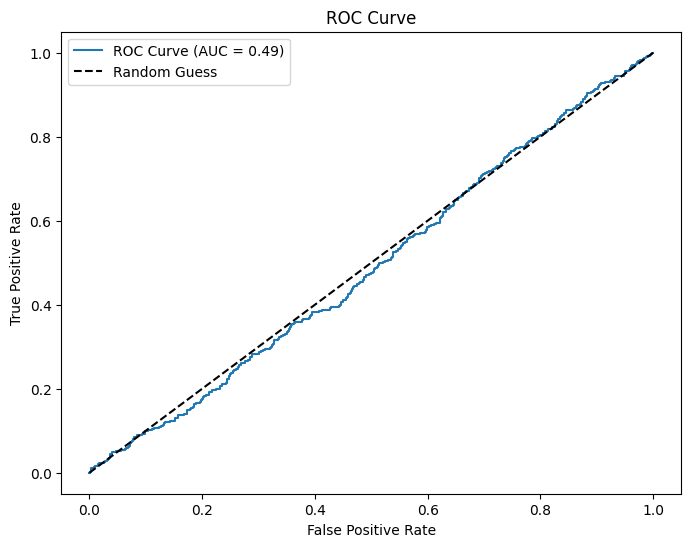 ROC Curve
ROC Curve (AUC = 0.49)
Random Guess
True Positive Rate
1.0
0.8
0.6
0.4
0.2
0.0
0.0 0.2 0.4 0.6 0.8 1.0
False Positive Rate